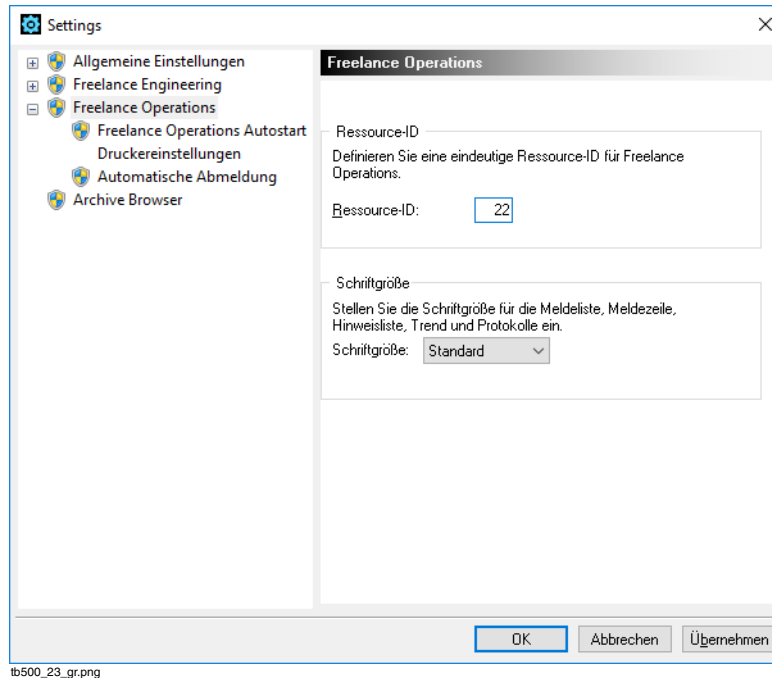 Settings
Allgemeine Einstellungen
Freelance Engineering
Freelance Operations
Freelance Operations Autostart
Druckereinstellungen
Automatische Abmeldung
Archive Browser
Freelance Operations
Ressource-ID
Definieren Sie eine eindeutige Ressource-ID für Freelance
Operations.
Ressource-ID: 22
Schriftgröße
Stellen Sie die Schriftgröße für die Meldeliste, Meldezeile,
Hinweisliste, Trend und Protokolle ein.
Schriftgröße: Standard
OK Abbrechen Übernehmen
tb500_23_gr.png